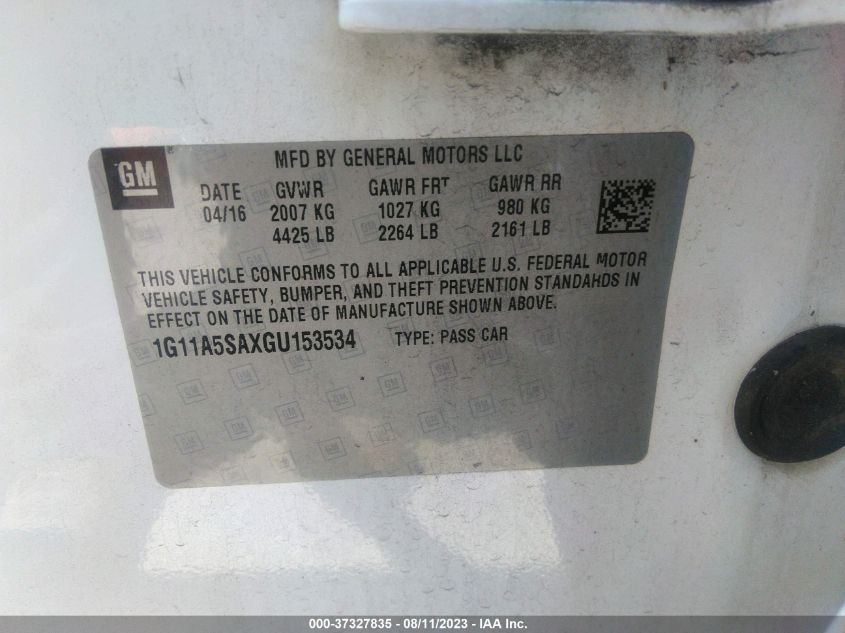 GM
MFD BY GENERAL MOTORS LLC
DATE GVWR GAWR FRT GAWR RR
04/16 2007 KG 1027 KG 980 KG
4425 LB 2264 LB 2161 LB
THIS VEHICLE CONFORMS TO ALL APPLICABLE U.S. FEDERAL MOTOR
VEHICLE SAFETY, BUMPER, AND THEFT PREVENTION STANDARDS IN
EFFECT ON THE DATE OF MANUFACTURE SHOWN ABOVE.
1G11A5SAXGU153534 TYPE: PASS CAR
000-37327835 - 08/11/2023 - IAA Inc.